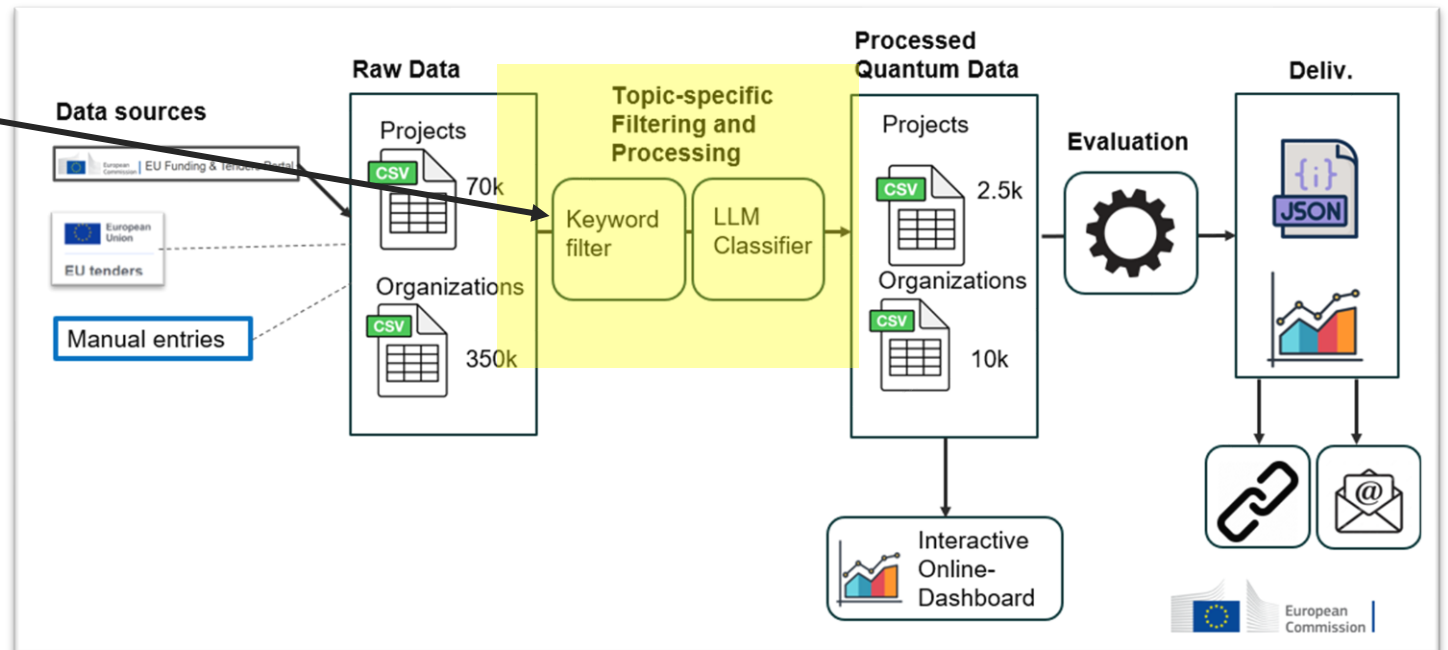 Data sources
European
Commission
EU Funding & Tenders Portal
European
Union
EU tenders
Manual entries
Raw Data
Projects
CSV
70k
Organizations
CSV
350k
Topic-specific
Filtering and
Processing
Keyword
filter
LLM
Classifier
Processed
Quantum Data
Projects
CSV
2.5k
Organizations
CSV
10k
Interactive
Online-
Dashboard
Evaluation
Deliv.
{i}
JSON
@
European
Commission